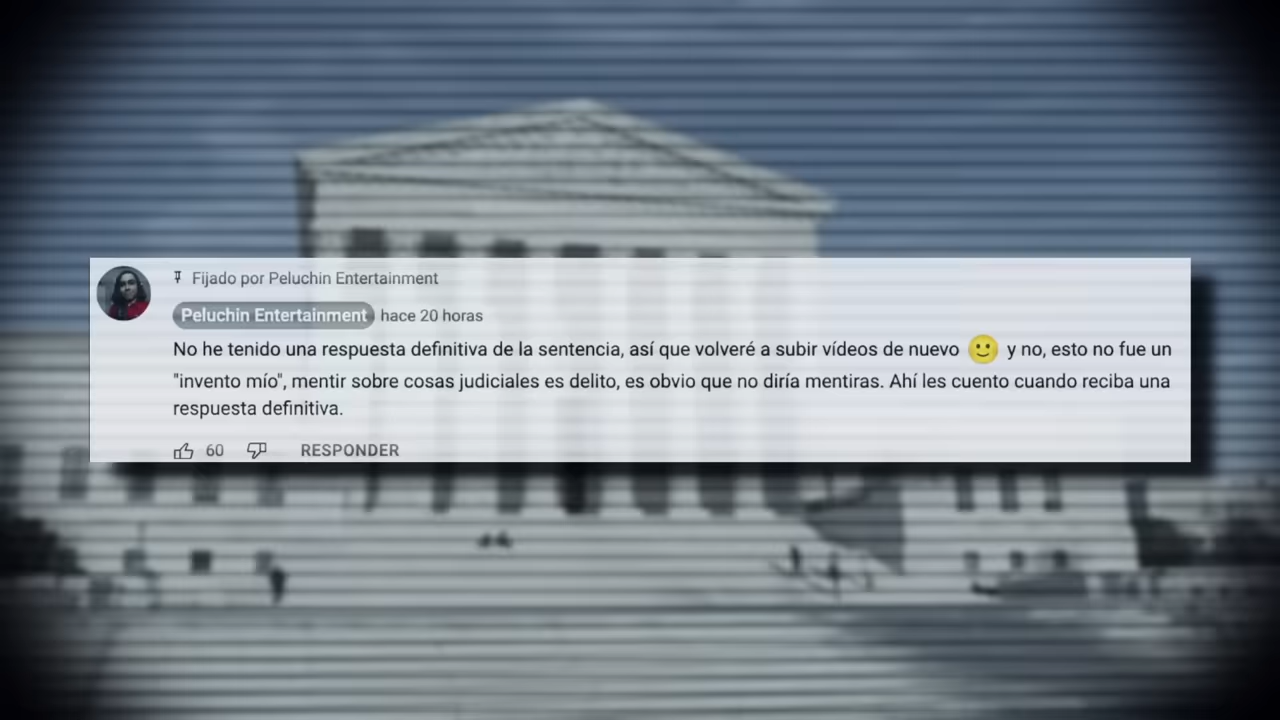 Fijado por Peluchin Entertainment
Peluchin Entertainment hace 20 horas
No he tenido una respuesta definitiva de la sentencia, así que volveré a subir vídeos de nuevo 🙂 y no, esto no fue un
"invento mío", mentir sobre cosas judiciales es delito, es obvio que no diría mentiras. Ahí les cuento cuando reciba una
respuesta definitiva.
60 RESPONDER